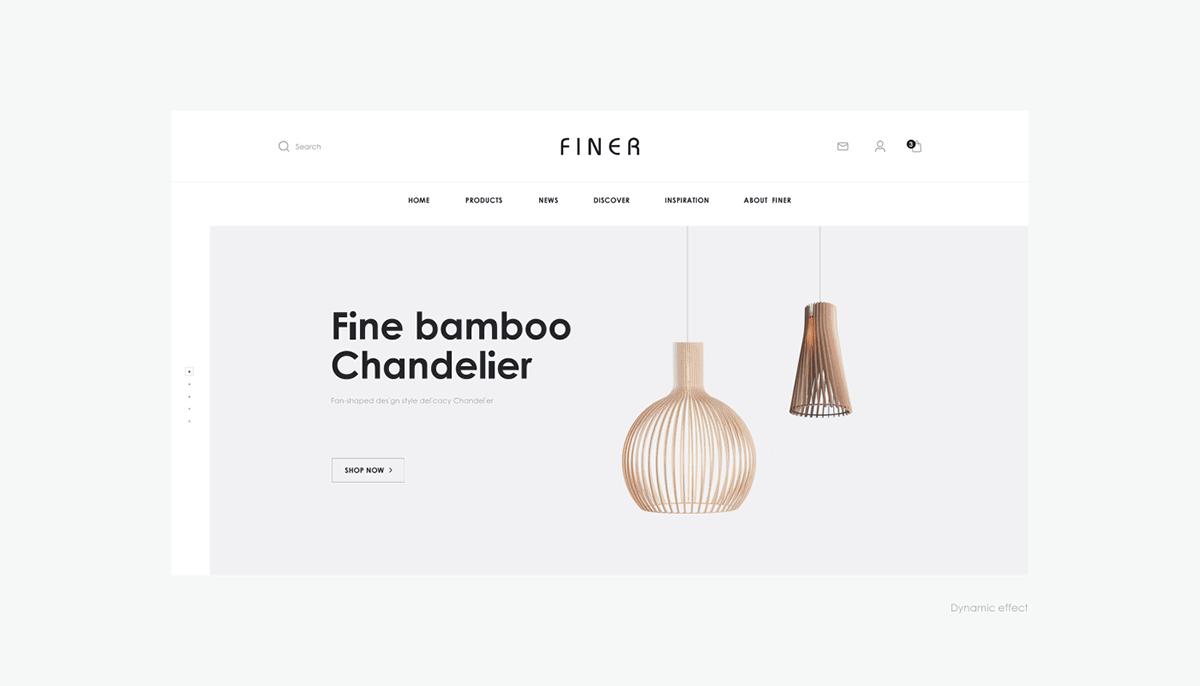 Search
FINER
3
HOME PRODUCTS NEWS DISCOVER INSPIRATION ABOUT FINER
Fine bamboo
Chandelier
Fan-shaped design style delicacy Chandelier
SHOP NOW >
Dynamic effect